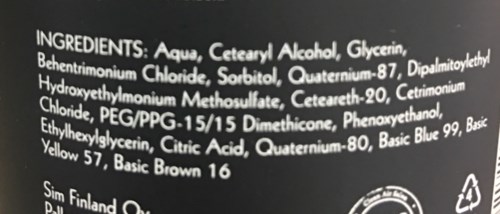 INGREDIENTS: Aqua, Cetearyl Alcohol, Glycerin,
Behentrimonium Chloride, Sorbitol, Quaternium-87, Dipalmitoylethyl
Hydroxyethylmonium Methosulfate, Ceteareth-20, Cetrimonium
Chloride, PEG/PPG-15/15 Dimethicone, Phenoxyethanol,
Ethylhexylglycerin, Citric Acid, Quaternium-80, Basic Blue 99, Basic
Yellow 57, Basic Brown 16
Sim Finland
4